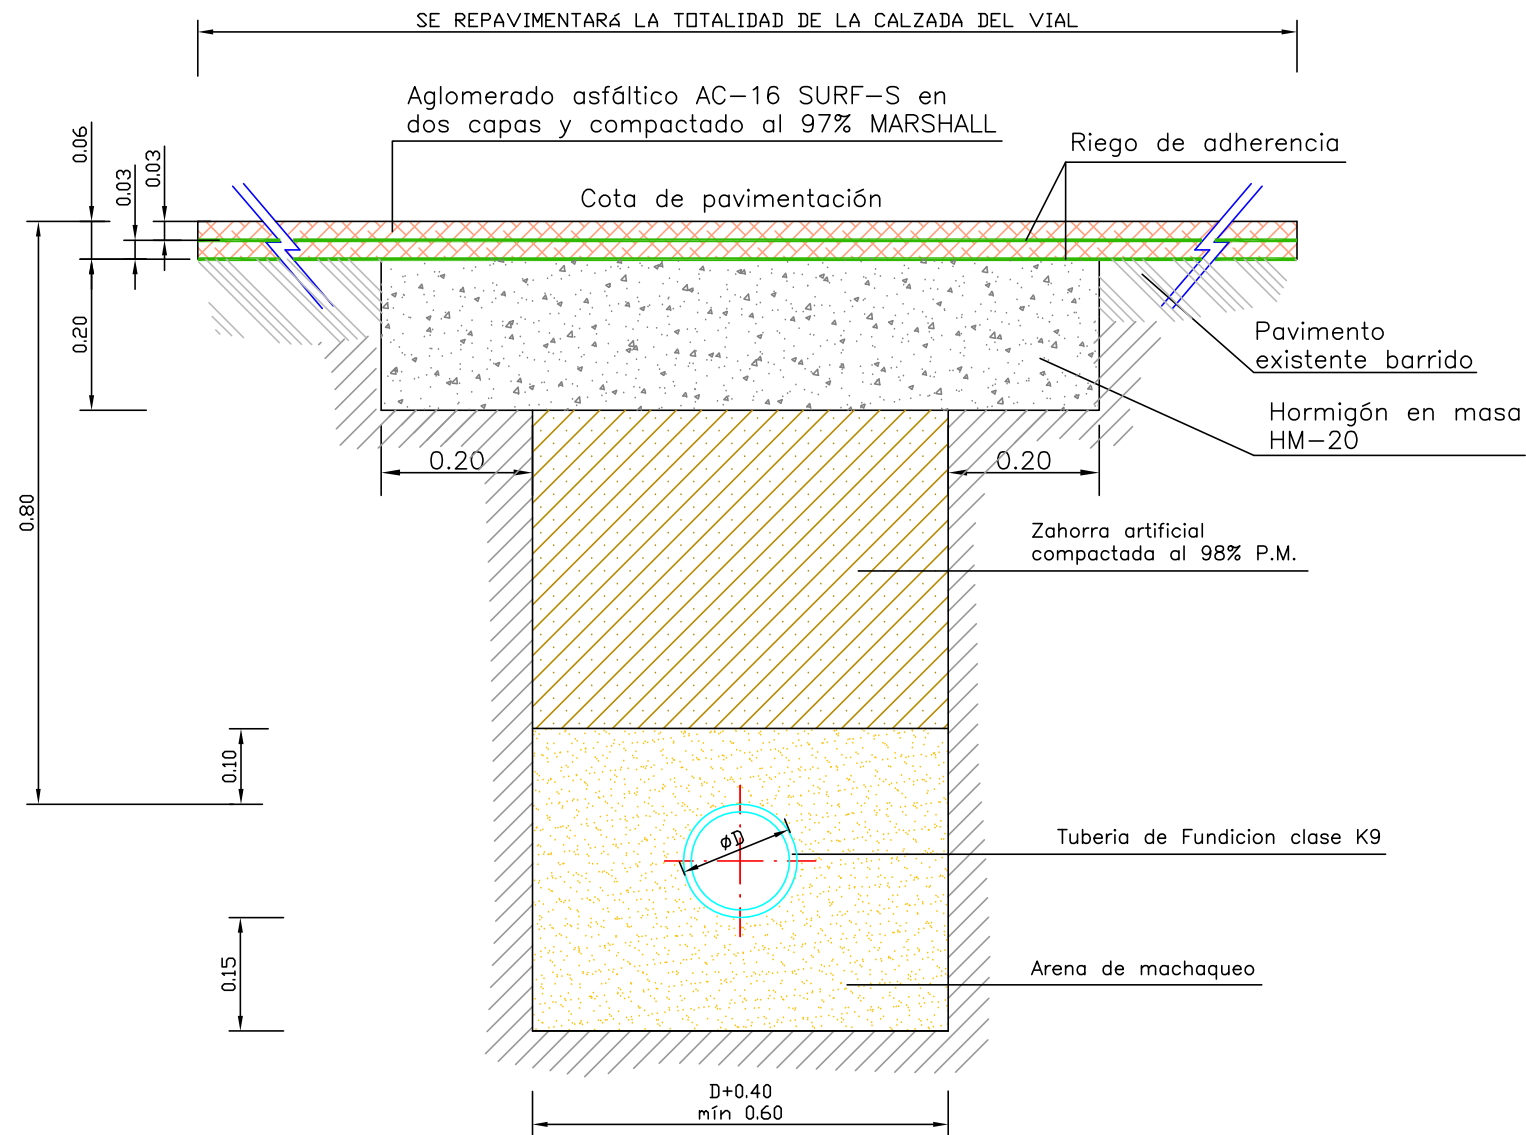 SE REPAVIMENTARá LA TOTALIDAD DE LA CALZADA DEL VIAL
Aglomerado asfáltico AC-16 SURF-S en
dos capas y compactado al 97% MARSHALL
Riego de adherencia
Cota de pavimentación
0.06
0.03
0.03
0.20
Pavimento
existente barrido
Hormigón en masa
HM-20
0.20
0.20
0.80
Zahorra artificial
compactada al 98% P.M.
0.10
øD
Tuberia de Fundicion clase K9
0.15
Arena de machaqueo
D+0.40
mín 0.60